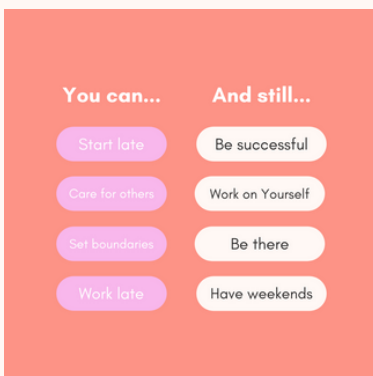 You can... And still...
Start late Be successful
Care for others Work on Yourself
Set boundaries Be there
Work late Have weekends